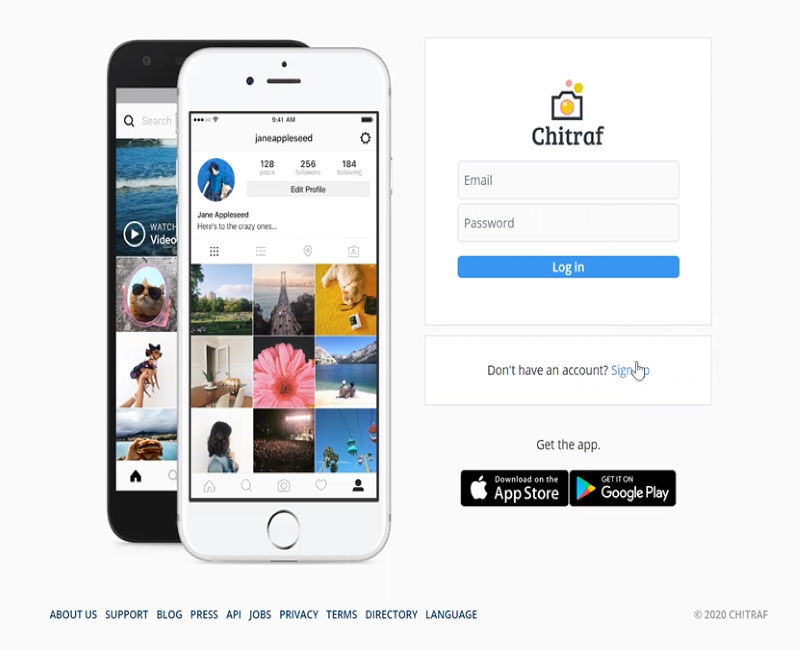 Search
WATCH
Video
9:41 AM
janeappleseed
128 256 184
posts followers following
Edit Profile
Jane Appleseed
Here's to the crazy ones...
Chitraf
Email
Password
Log in
Don't have an account? Sign
Get the app.
Download on the
App Store
GET IT ON
Google Play
ABOUT US SUPPORT BLOG PRESS API JOBS PRIVACY TERMS DIRECTORY LANGUAGE
© 2020 CHITRAF